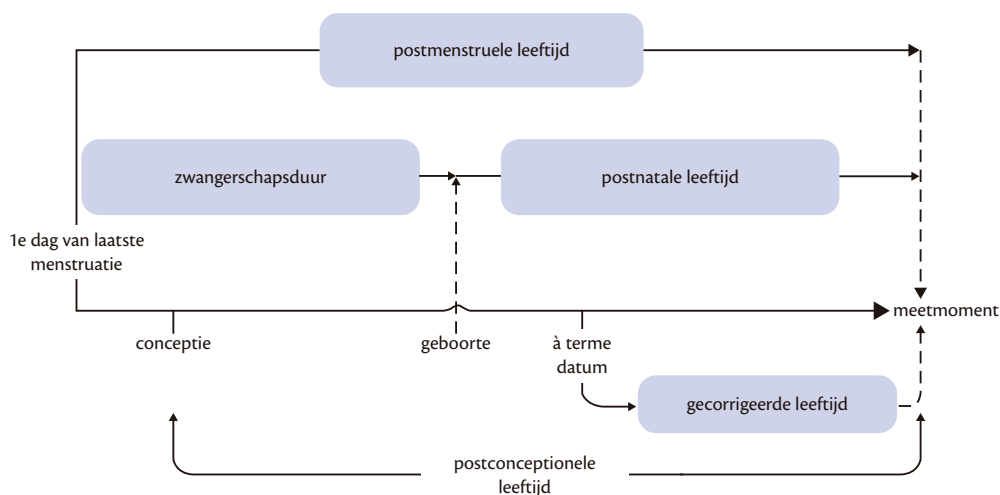 postmenstruele leeftijd
zwangerschapsduur
postnatale leeftijd
1e dag van laatste
menstruatie
meetmoment
conceptie
geboorte
à terme
datum
gecorrigeerde leeftijd
postconceptionele
leeftijd